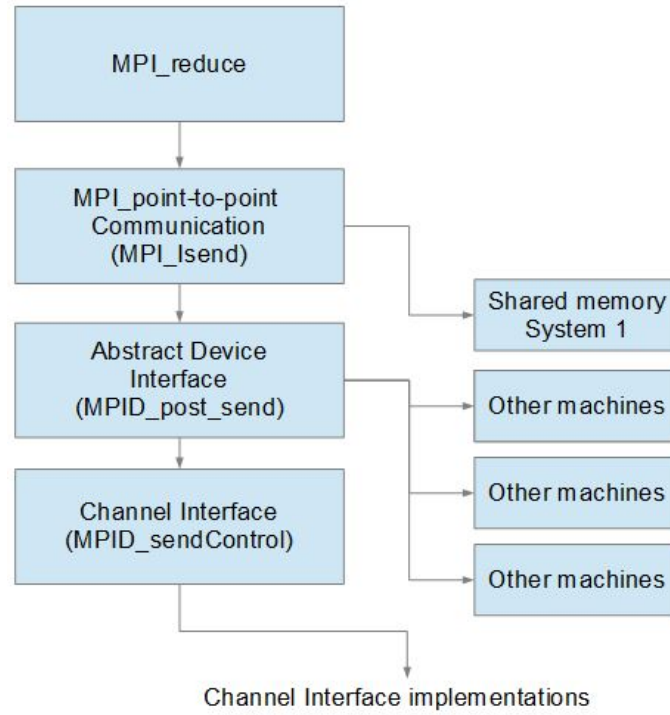 MPI_reduce
MPI_point-to-point
Communication
(MPI_Isend)
Shared memory
System 1
Abstract Device
Interface
(MPID_post_send)
Other machines
Other machines
Channel Interface
(MPID_sendControl)
Other machines
Channel Interface implementations